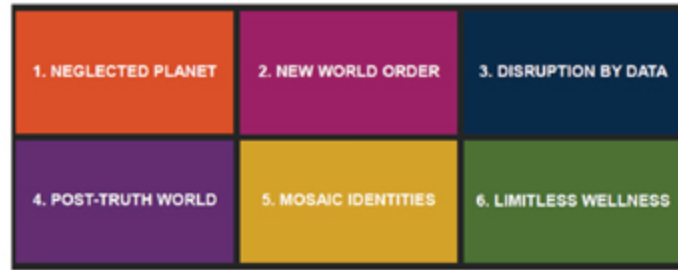 1. NEGLECTED PLANET
2. NEW WORLD ORDER
3. DISRUPTION BY DATA
4. POST-TRUTH WORLD
5. MOSAIC IDENTITIES
6. LIMITLESS WELLNESS